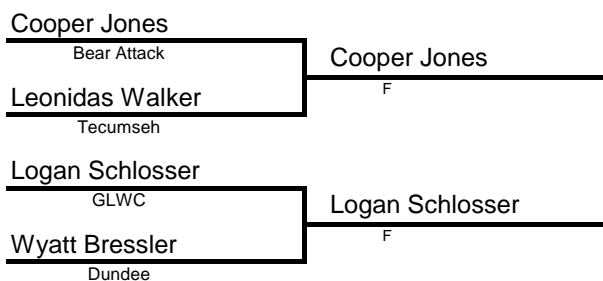 Cooper Jones
Bear Attack
Cooper Jones
F
Leonidas Walker
Tecumseh
Logan Schlosser
GLWC
Logan Schlosser
F
Wyatt Bressler
Dundee